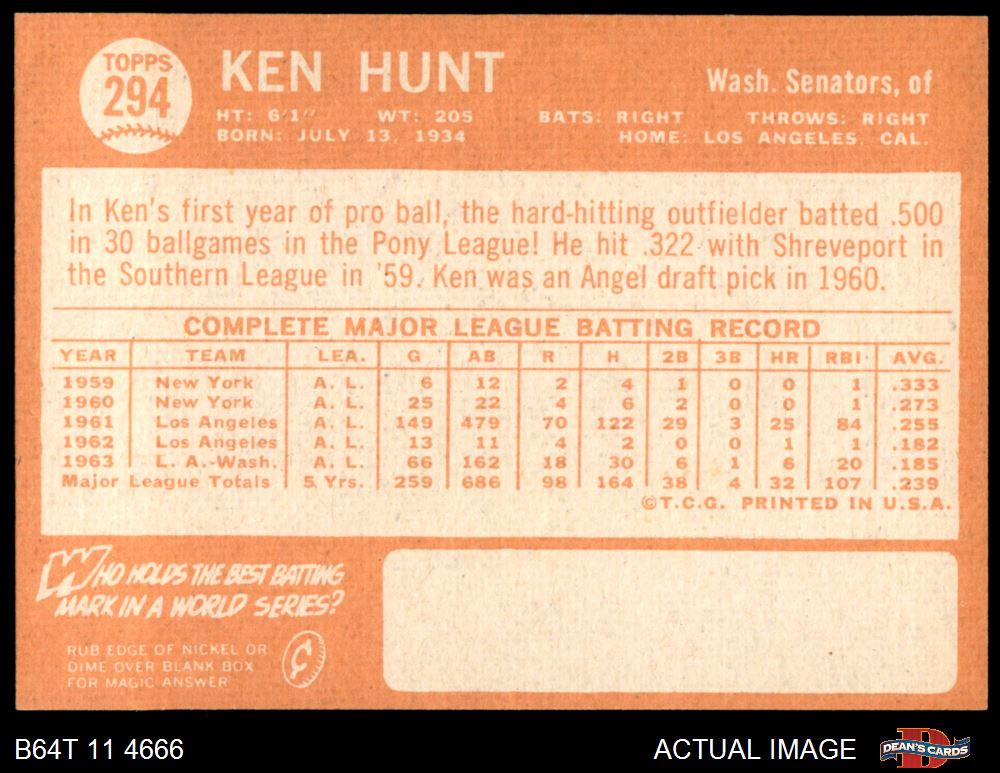 TOPPS
294
KEN HUNT
Wash. Senators, of
HT: 6'1" WT: 205 BATS: RIGHT THROWS: RIGHT
BORN: JULY 13, 1934 HOME: LOS ANGELES, CAL.
In Ken's first year of pro ball, the hard-hitting outfielder batted .500
in 30 ballgames in the Pony League! He hit .322 with Shreveport in
the Southern League in '59. Ken was an Angel draft pick in 1960.
COMPLETE MAJOR LEAGUE BATTING RECORD
YEAR TEAM LEA. G AB R H 2B 3B HR RBI AVG.
1959 New York A. L. 6 12 2 4 1 0 0 1 .333
1960 New York A. L. 25 22 4 6 2 0 0 1 .273
1961 Los Angeles A. L. 149 479 70 122 29 3 25 84 .255
1962 Los Angeles A. L. 13 11 4 2 0 0 1 1 .182
1963 L. A.-Wash. A. L. 66 162 18 30 6 1 6 20 .185
Major League Totals 5 Yrs. 259 686 98 164 38 4 32 107 .239
©T.C.G. PRINTED IN U.S.A.
WHO HOLDS THE BEST BATTING
MARK IN A WORLD SERIES?
RUB EDGE OF NICKEL OR
DIME OVER BLANK BOX
FOR MAGIC ANSWER
¢
B64T 11 4666
ACTUAL IMAGE
DEAN'S CARDS